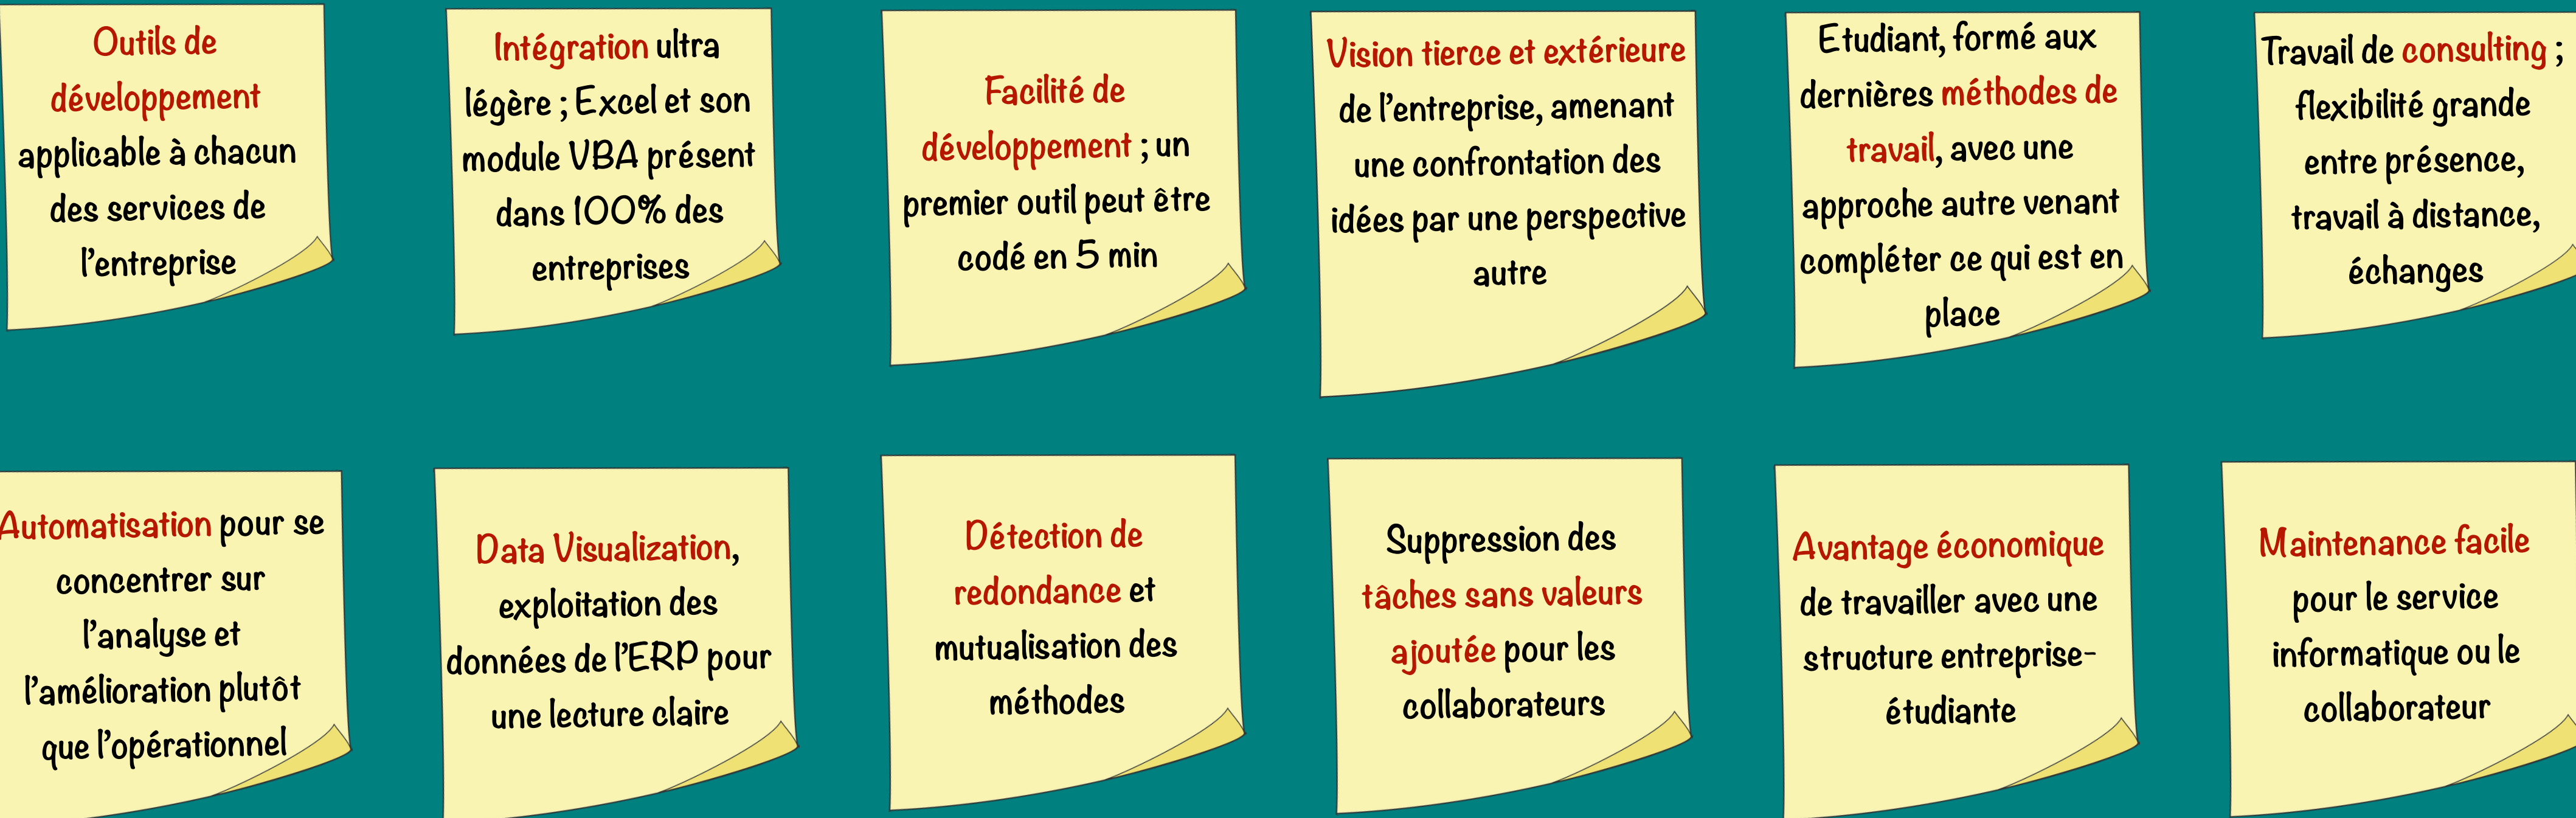 Outils de
développement
applicable à chacun
des services de
l'entreprise
Intégration ultra
légère ; Excel et son
module VBA présent
dans 100% des
entreprises
Facilité de
développement ; un
premier outil peut être
codé en 5 min
Vision tierce et extérieure
de l'entreprise, amenant
une confrontation des
idées par une perspective
autre
Etudiant, formé aux
dernières méthodes de
travail, avec une
approche autre venant
compléter ce qui est en
place
Travail de consulting ;
flexibilité grande
entre présence,
travail à distance,
échanges
Automatisation pour se
concentrer sur
l'analyse et
l'amélioration plutôt
que l'opérationnel
Data Visualization,
exploitation des
données de l'ERP pour
une lecture claire
Détection de
redondance et
mutualisation des
méthodes
Suppression des
tâches sans valeurs
ajoutée pour les
collaborateurs
Avantage économique
de travailler avec une
structure entreprise-
étudiante
Maintenance facile
pour le service
informatique ou le
collaborateur